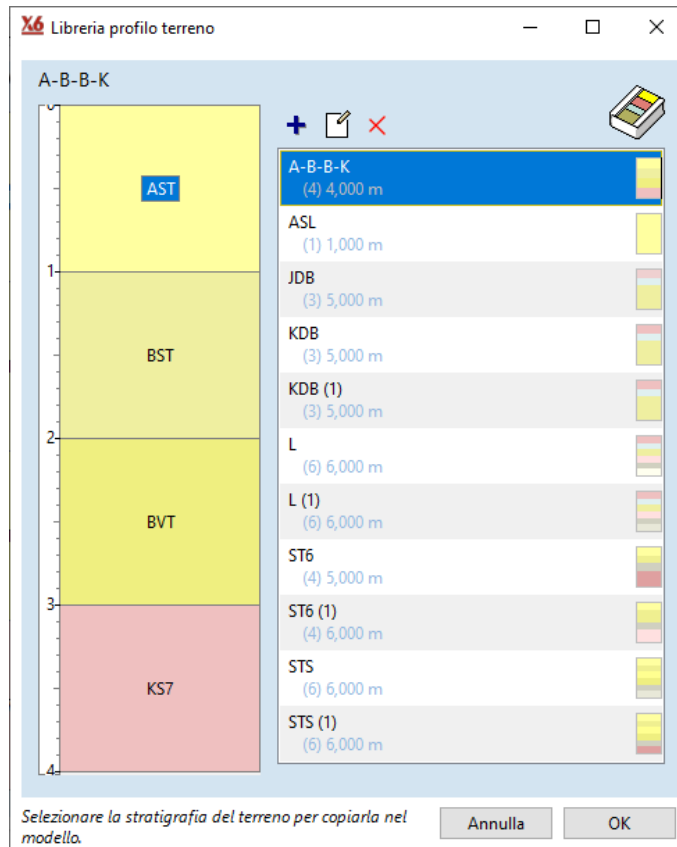 X6 Libreria profilo terreno
A-B-B-K
0
AST
1
BST
2
BVT
3
KS7
4
A-B-B-K
(4) 4,000 m
ASL
(1) 1,000 m
JDB
(3) 5,000 m
KDB
(3) 5,000 m
KDB (1)
(3) 5,000 m
L
(6) 6,000 m
L (1)
(6) 6,000 m
ST6
(4) 5,000 m
ST6 (1)
(4) 6,000 m
STS
(6) 6,000 m
STS (1)
(6) 6,000 m
Selezionare la stratigrafia del terreno per copiarla nel
modello.
Annulla
OK